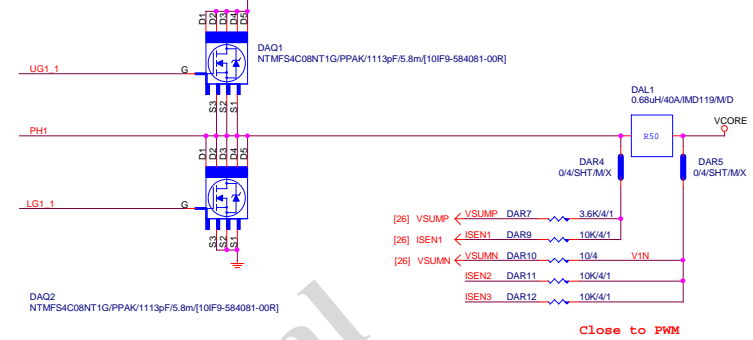 D1 D2 D3 D4 D5
DAQ1
NTMFS4C08NT1G/PPAK/1113pF/5.8m/[10IF9-584081-00R]
UG1_1
G
S3 S2 S1
DAL1
0.68uH/40A/IMD119/M/D
VCORE
PH1
R50
D1 D2 D3 D4 D5
DAR4
0/4/SHT/M/X
DAR5
0/4/SHT/M/X
LG1_1
G
S3 S2 S1
[26] VSUMP VSUMP DAR7 3.6K/4/1
[26] ISEN1 ISEN1 DAR9 10K/4/1
[26] VSUMN VSUMN DAR10 10/4 V1N
ISEN2 DAR11 10K/4/1
ISEN3 DAR12 10K/4/1
DAQ2
NTMFS4C08NT1G/PPAK/1113pF/5.8m/[10IF9-584081-00R]
Close to PWM